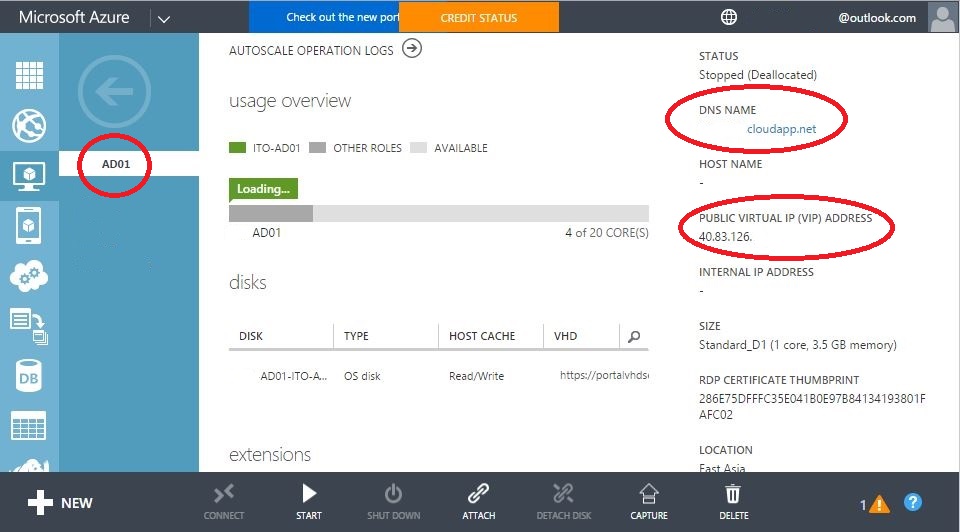 Microsoft Azure
Check out the new por
CREDIT STATUS
@outlook.com
AD01
AUTOSCALE OPERATION LOGS
usage overview
ITO-AD01 OTHER ROLES AVAILABLE
Loading...
AD01 4 of 20 CORE(S)
disks
DISK TYPE HOST CACHE VHD
AD01-ITO-A... OS disk Read/Write https://portalvhds
extensions
STATUS
Stopped (Deallocated)
DNS NAME
cloudapp.net
HOST NAME
-
PUBLIC VIRTUAL IP (VIP) ADDRESS
40.83.126.
INTERNAL IP ADDRESS
-
SIZE
Standard_D1 (1 core, 3.5 GB memory)
RDP CERTIFICATE THUMBPRINT
286E75DFFFC35E041B0E97B84134193801F
AFC02
LOCATION
East Asia
DB
NEW
CONNECT
START
SHUT DOWN
ATTACH
DETACH DISK
CAPTURE
DELETE
1
?